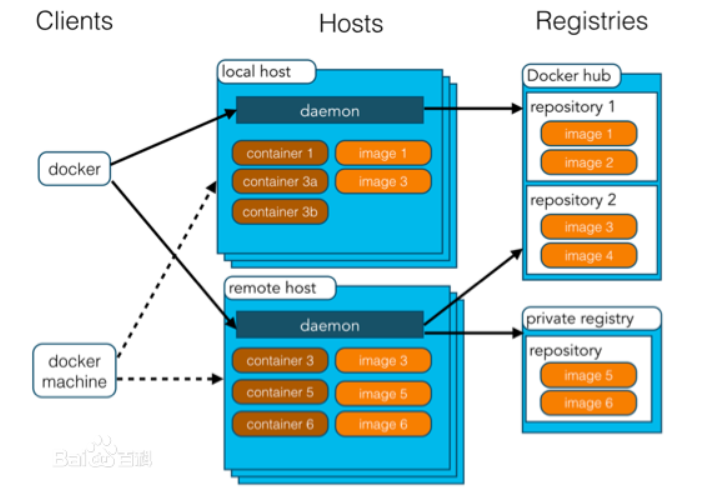 Clients
Hosts
Registries
local host
daemon
container 1
image 1
container 3a
image 3
container 3b
docker
docker
machine
remote host
daemon
container 3
image 3
container 5
image 5
container 6
image 6
Docker hub
repository 1
image 1
image 2
repository 2
image 3
image 4
private registry
repository
image 5
image 6
Bai百科